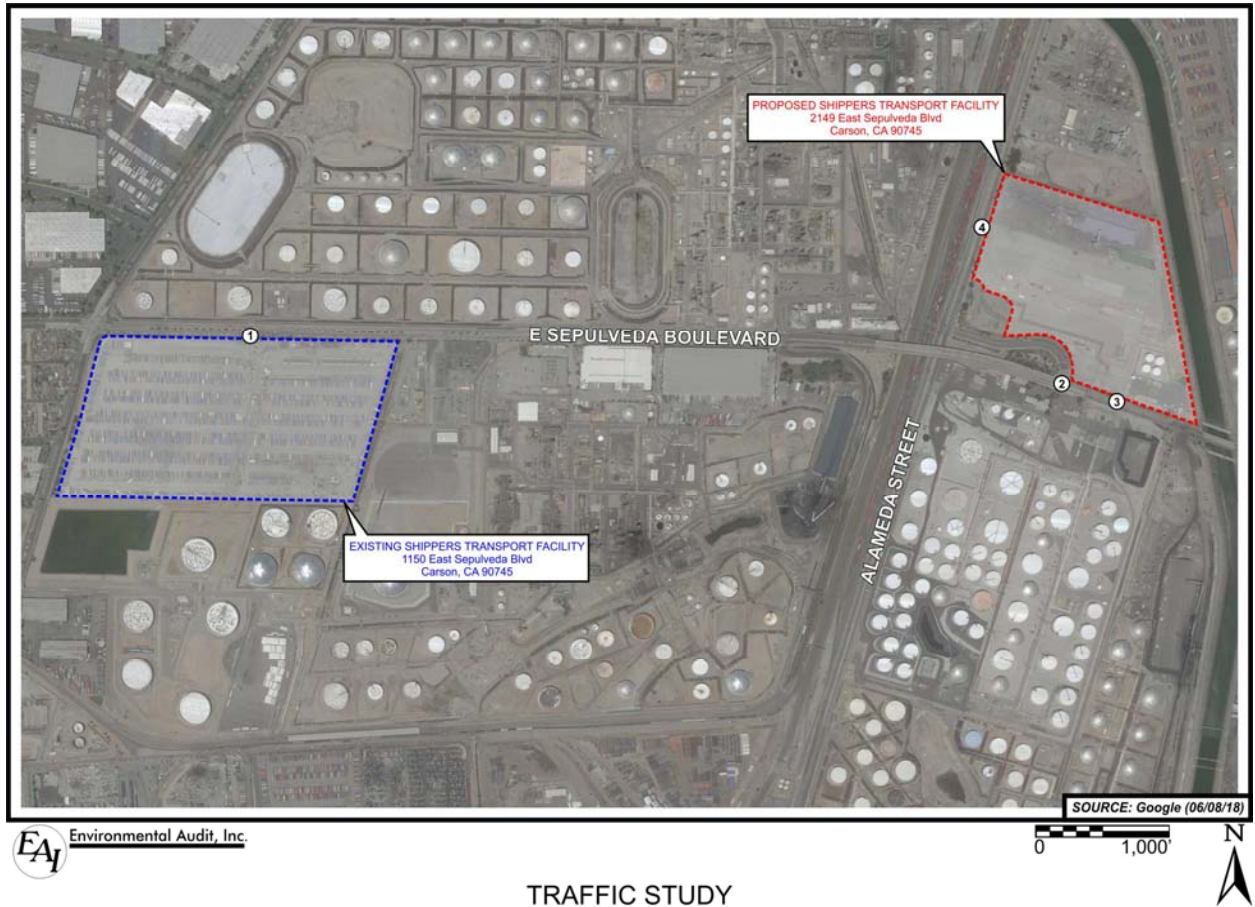 PROPOSED SHIPPERS TRANSPORT FACILITY
2149 East Sepulveda Blvd
Carson, CA 90745
4
1
E SEPULVEDA BOULEVARD
2
3
ALAMEDA STREET
EXISTING SHIPPERS TRANSPORT FACILITY
1150 East Sepulveda Blvd
Carson, CA 90745
SOURCE: Google (06/08/18)
EAI
Environmental Audit, Inc.
0 1,000'
N
TRAFFIC STUDY